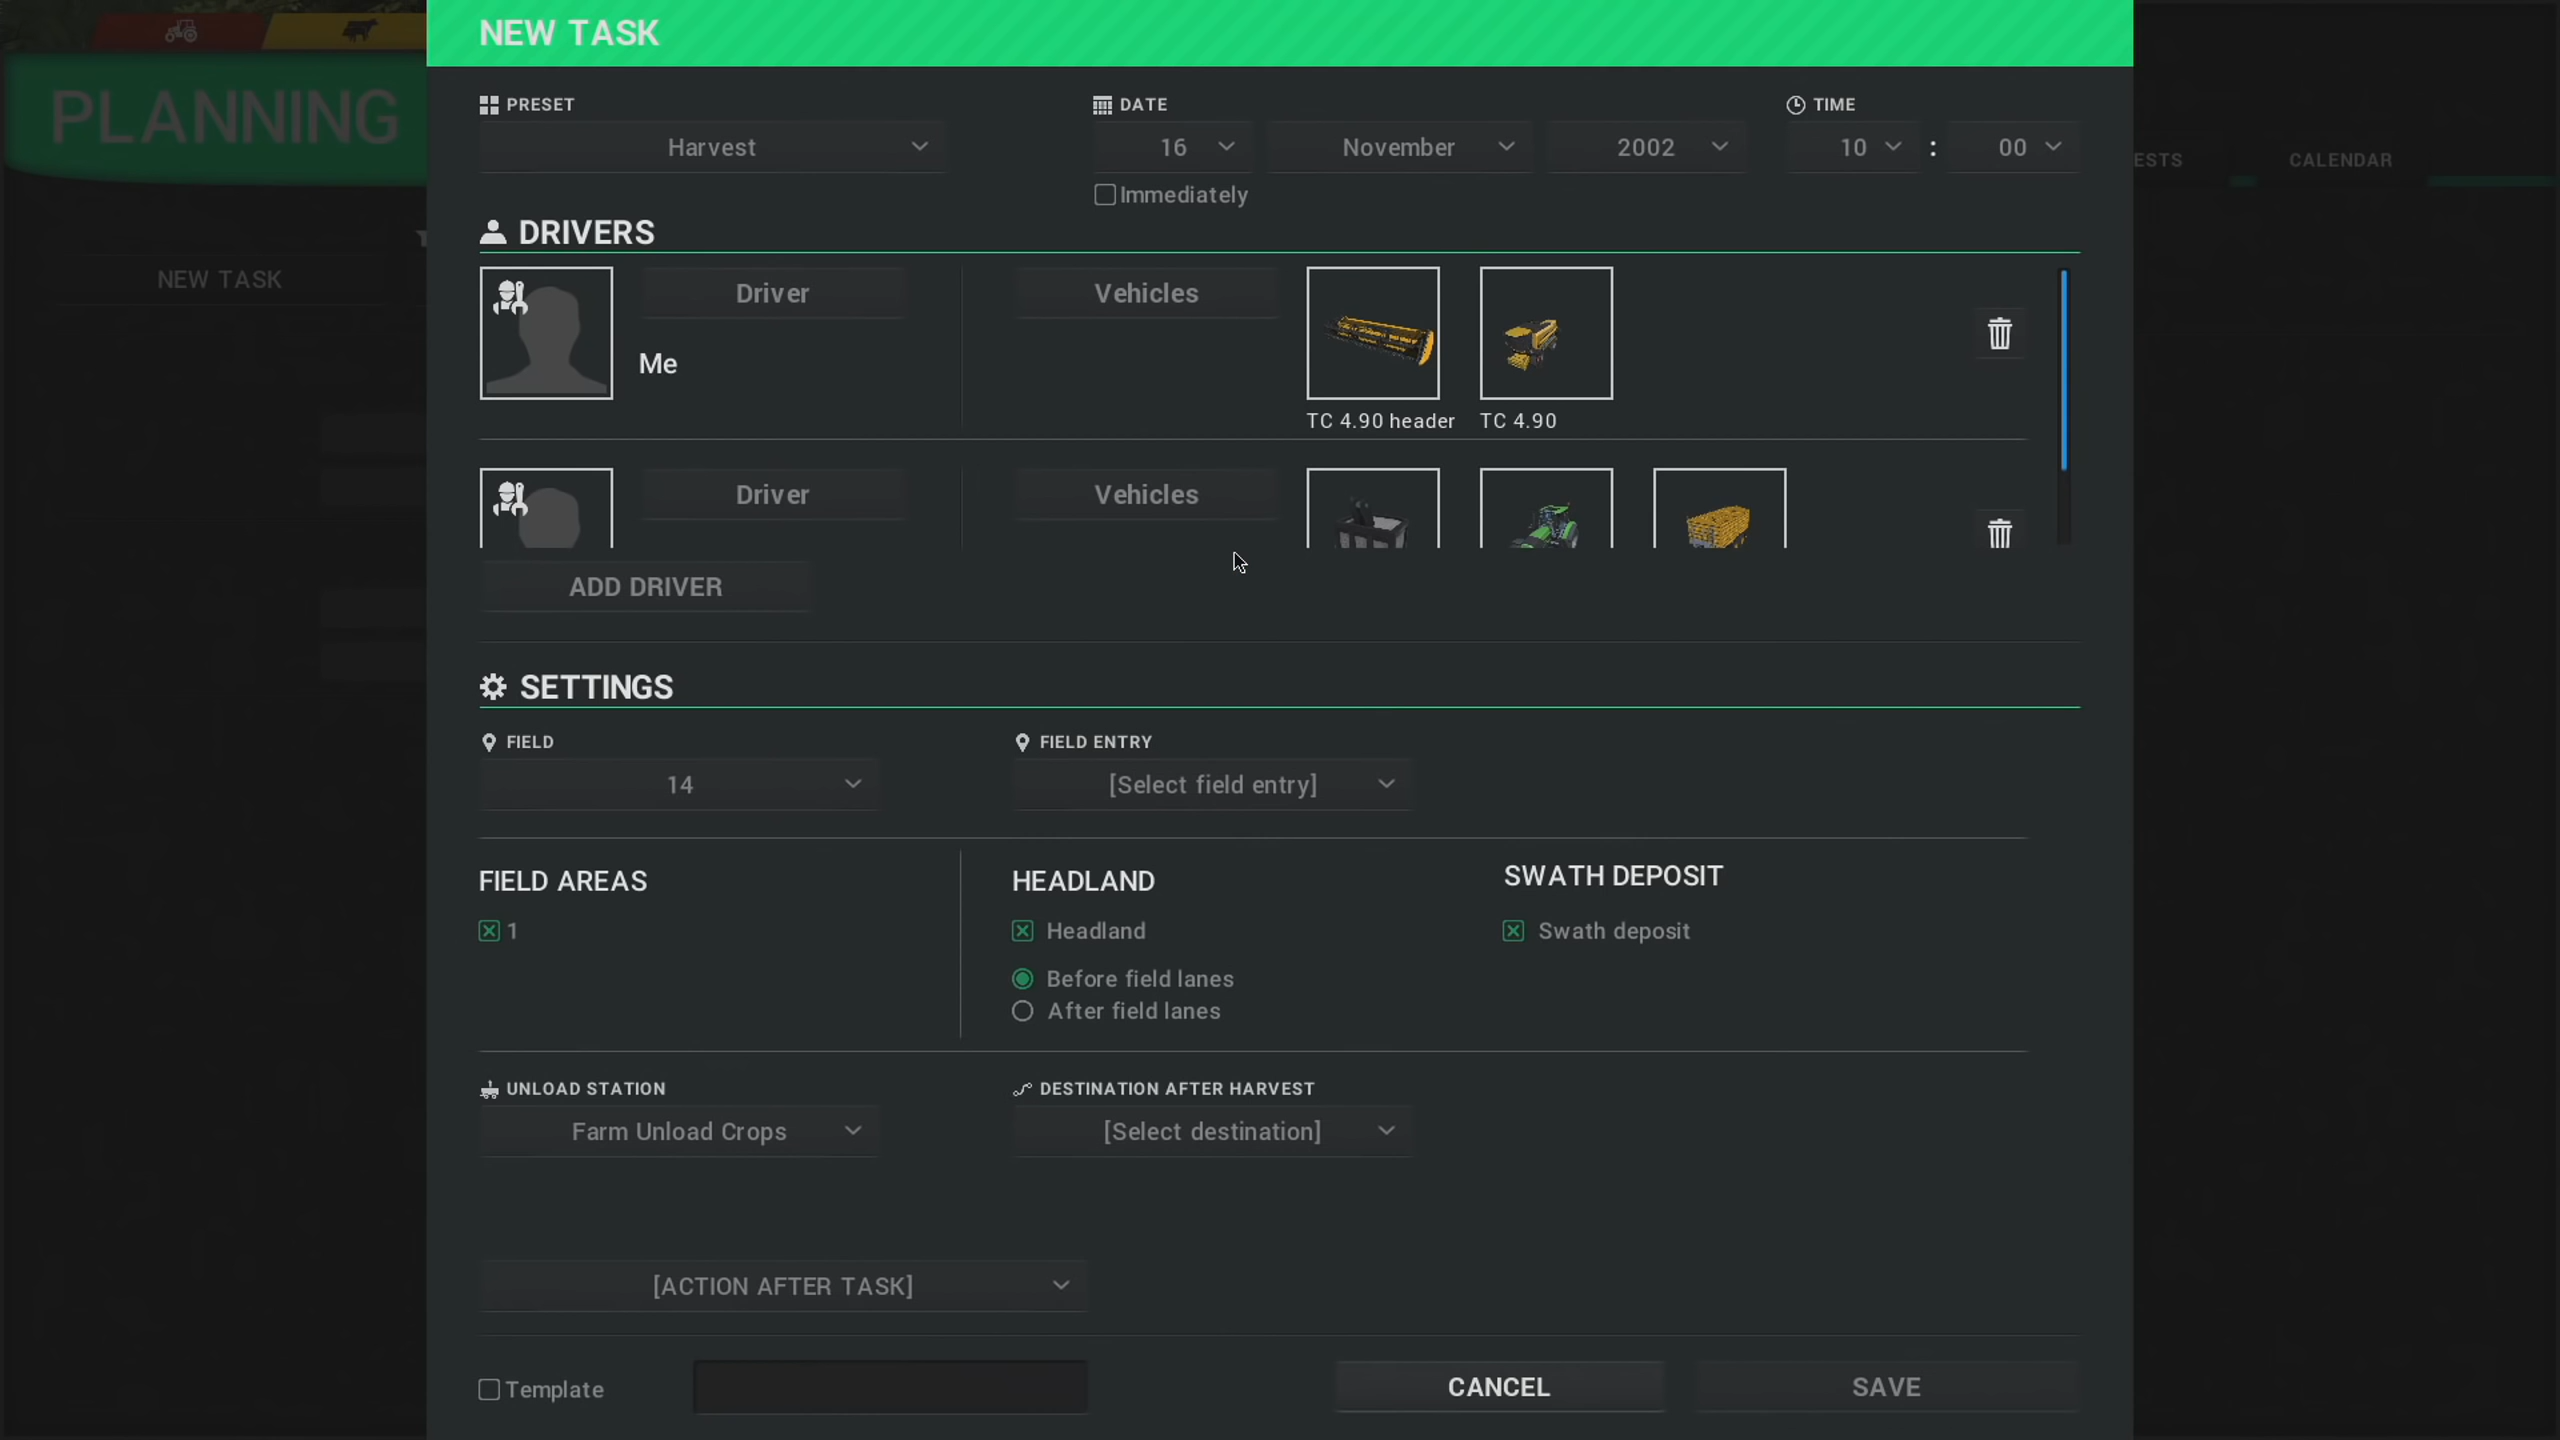 NEW TASK
PLANNING
ESTS
CALENDAR
NEW TASK
PRESET
DATE
TIME
Harvest
16
November
2002
10 : 00
Immediately
DRIVERS
Driver
Vehicles
Me
TC 4.90 header
TC 4.90
Driver
Vehicles
ADD DRIVER
SETTINGS
FIELD
FIELD ENTRY
14
[Select field entry]
FIELD AREAS
HEADLAND
SWATH DEPOSIT
1
Headland
Swath deposit
Before field lanes
After field lanes
UNLOAD STATION
DESTINATION AFTER HARVEST
Farm Unload Crops
[Select destination]
[ACTION AFTER TASK]
Template
CANCEL
SAVE